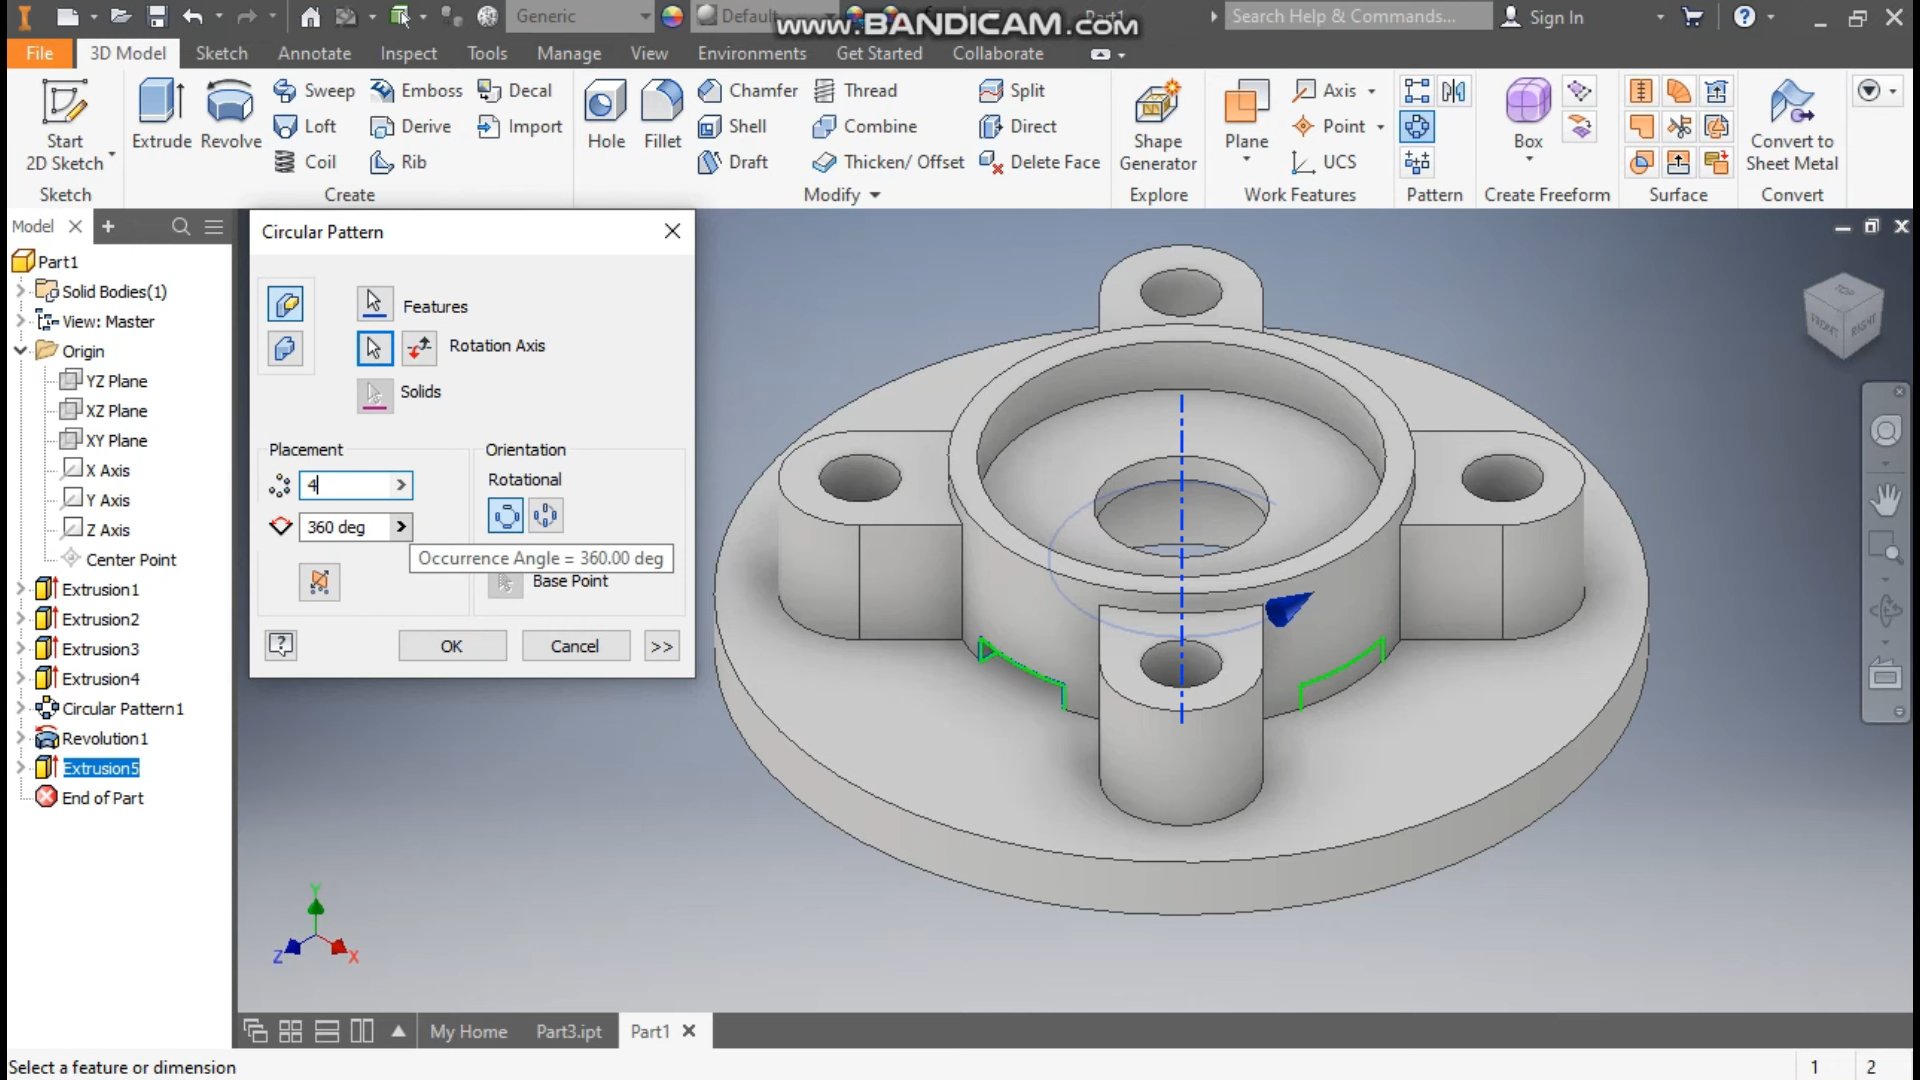 Generic
Default
www.BANDICAM.com
Part1
Search Help & Commands...
Sign In
File
3D Model
Sketch
Annotate
Inspect
Tools
Manage
View
Environments
Get Started
Collaborate
Start
2D Sketch
Extrude
Revolve
Sweep
Emboss
Decal
Loft
Derive
Import
Coil
Rib
Hole
Fillet
Chamfer
Thread
Split
Shell
Combine
Direct
Draft
Thicken/ Offset
Delete Face
Shape
Generator
Plane
Axis
Point
UCS
Box
Convert to
Sheet Metal
Sketch
Create
Modify
Explore
Work Features
Pattern
Create Freeform
Surface
Convert
Model
Part1
Solid Bodies(1)
View: Master
Origin
YZ Plane
XZ Plane
XY Plane
X Axis
Y Axis
Z Axis
Center Point
Extrusion1
Extrusion2
Extrusion3
Extrusion4
Circular Pattern1
Revolution1
Extrusion5
End of Part
Circular Pattern
Features
Rotation Axis
Solids
Placement
Orientation
4
Rotational
360 deg
Occurrence Angle = 360.00 deg
Base Point
OK
Cancel
>>
TOP
FRONT
RIGHT
Y
Z
X
My Home
Part3.ipt
Part1
Select a feature or dimension
1
2